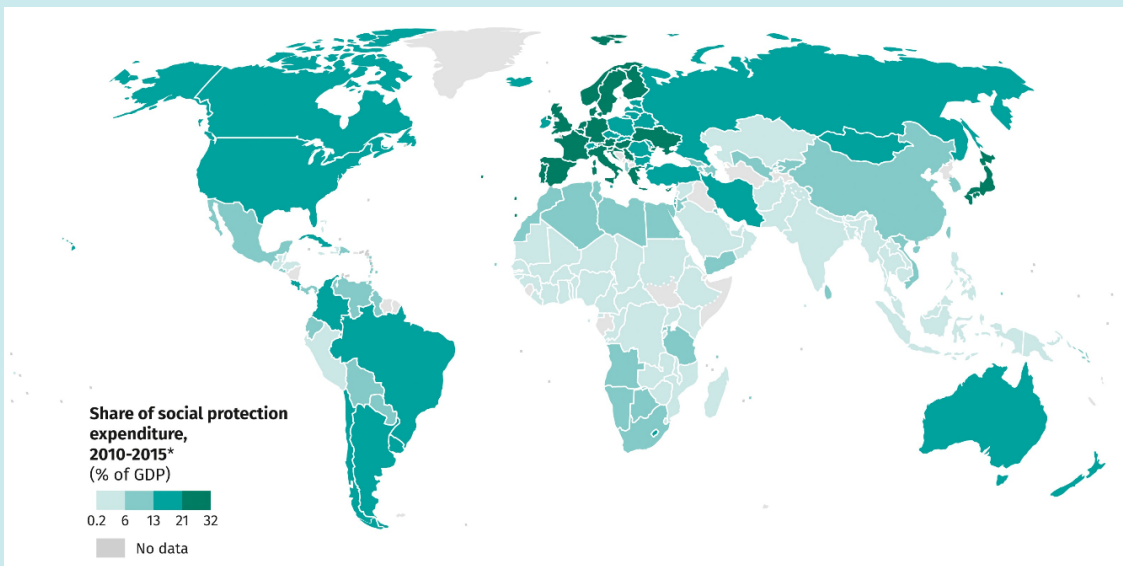 Share of social protection
expenditure,
2010-2015*
(% of GDP)
0.2 6 13 21 32
No data